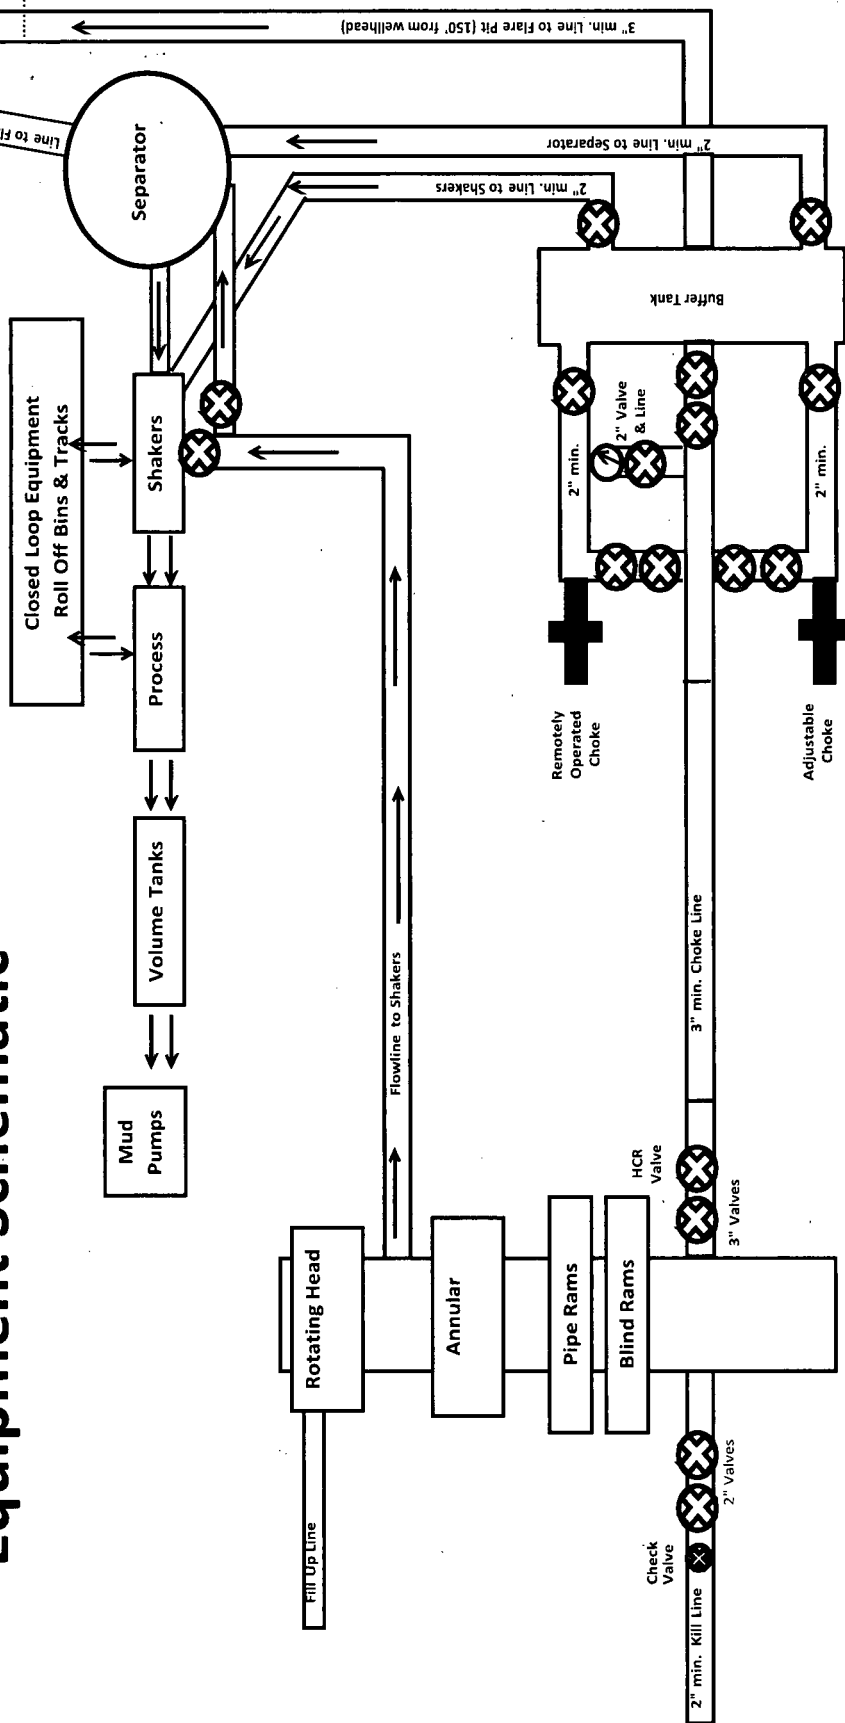 Equipment Schematic
Closed Loop Equipment
Roll Off Bins & Tracks
Mud
Pumps
Volume Tanks
Process
Shakers
Separator
Line to Fl
3" min. Line to Flare Pit (150' from wellhead)
2" min. Line to Separator
2" min. Line to Shakers
Fill Up Line
Rotating Head
Flowline to Shakers
Annular
Pipe Rams
Blind Rams
Remotely
Operated
Choke
2" min.
2" Valve
& Line
Buffer Tank
Check
Valve
HCR
Valve
2" min. Kill Line
2" Valves
3" Valves
3" min. Choke Line
Adjustable
Choke
2" min.